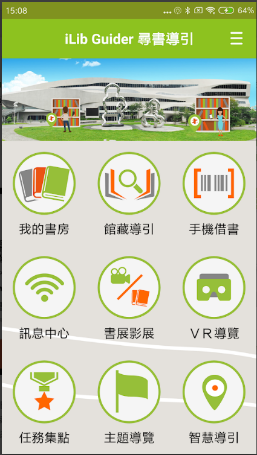 15:08 ... 64%
iLib Guider 尋書導引
我的書房 館藏導引 手機借書
訊息中心 書展影展 ＶＲ導覽
任務集點 主題導覽 智慧導引